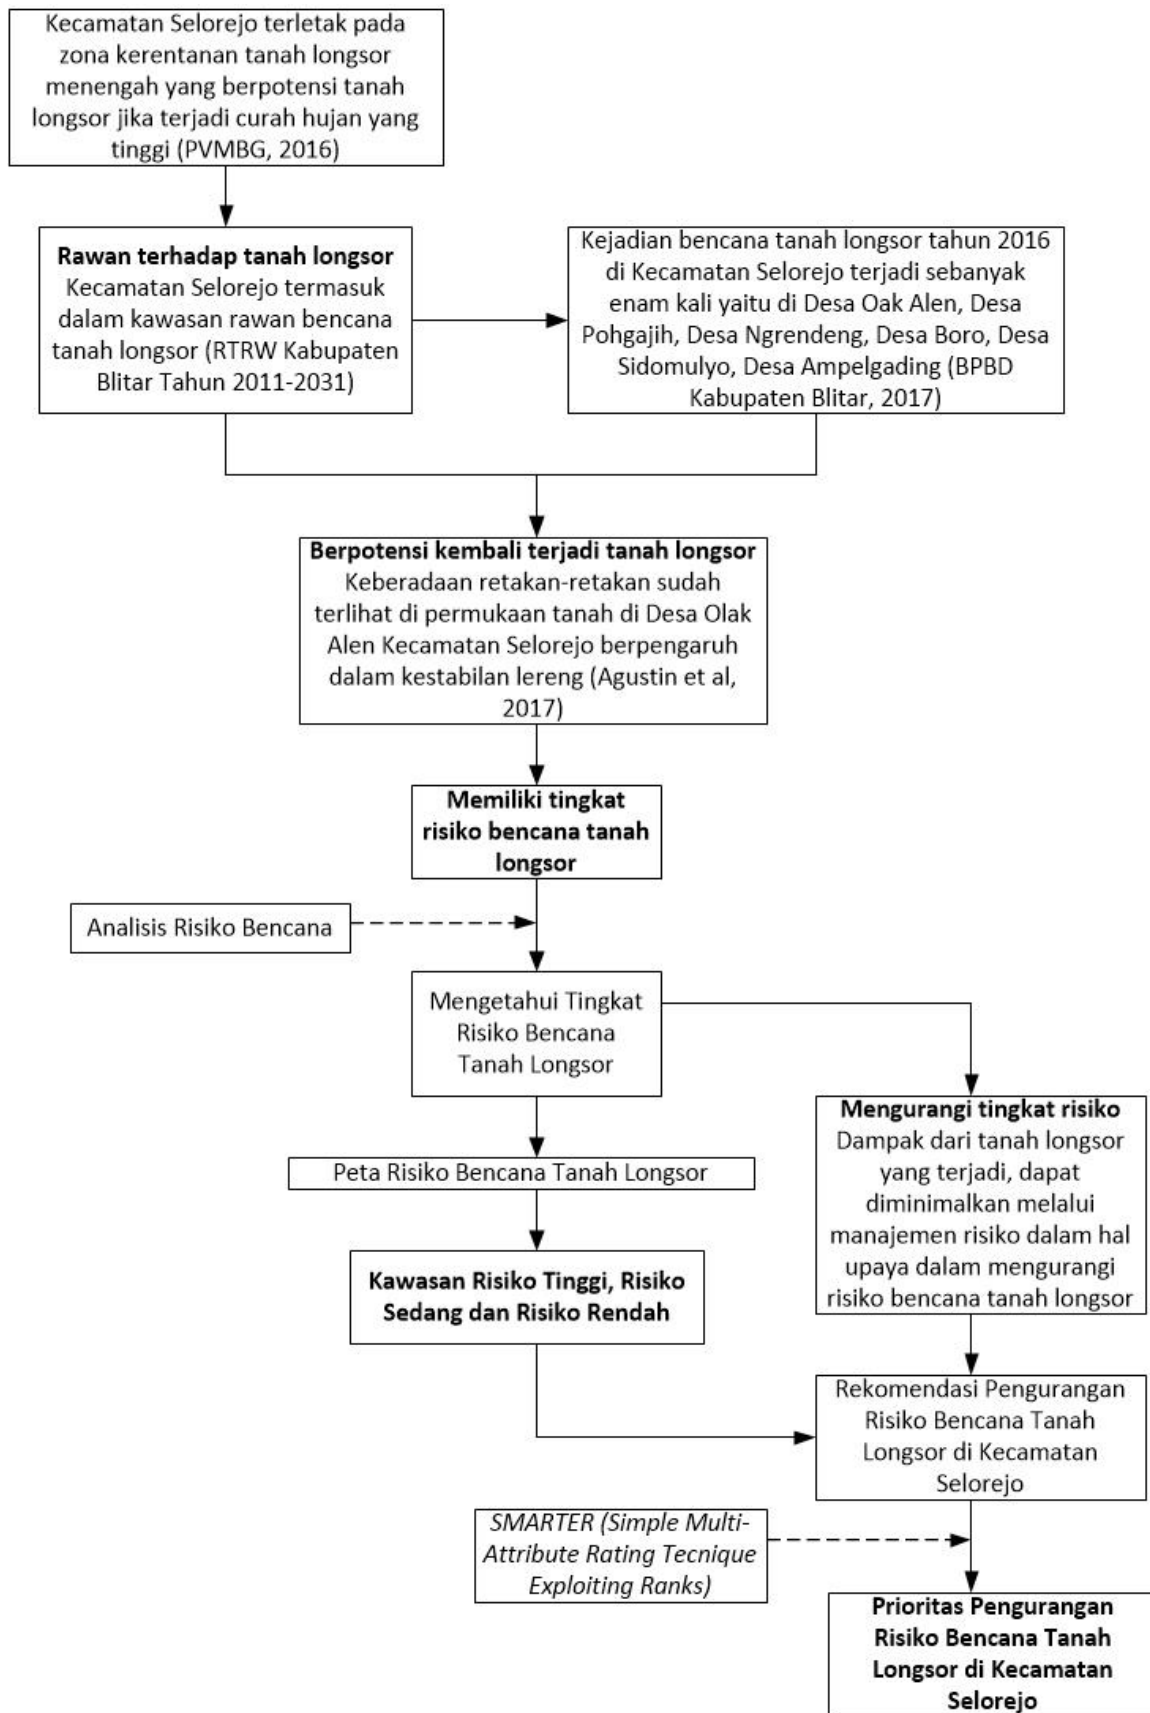 Kecamatan Selorejo terletak pada
zona kerentanan tanah longsor
menengah yang berpotensi tanah
longsor jika terjadi curah hujan yang
tinggi (PVMBG, 2016)
Rawan terhadap tanah longsor
Kecamatan Selorejo termasuk
dalam kawasan rawan bencana
tanah longsor (RTRW Kabupaten
Blitar Tahun 2011-2031)
Kejadian bencana tanah longsor tahun 2016
di Kecamatan Selorejo terjadi sebanyak
enam kali yaitu di Desa Oak Alen, Desa
Pohgajih, Desa Ngrendeng, Desa Boro, Desa
Sidomulyo, Desa Ampelgading (BPBD
Kabupaten Blitar, 2017)
Berpotensi kembali terjadi tanah longsor
Keberadaan retakan-retakan sudah
terlihat di permukaan tanah di Desa Olak
Alen Kecamatan Selorejo berpengaruh
dalam kestabilan lereng (Agustin et al,
2017)
Memiliki tingkat
risiko bencana tanah
longsor
Analisis Risiko Bencana
Mengetahui Tingkat
Risiko Bencana
Tanah Longsor
Mengurangi tingkat risiko
Dampak dari tanah longsor
yang terjadi, dapat
diminimalkan melalui
manajemen risiko dalam hal
upaya dalam mengurangi
risiko bencana tanah longsor
Peta Risiko Bencana Tanah Longsor
Kawasan Risiko Tinggi, Risiko
Sedang dan Risiko Rendah
Rekomendasi Pengurangan
Risiko Bencana Tanah
Longsor di Kecamatan
Selorejo
SMARTER (Simple Multi-
Attribute Rating Tecnique
Exploiting Ranks)
Prioritas Pengurangan
Risiko Bencana Tanah
Longsor di Kecamatan
Selorejo